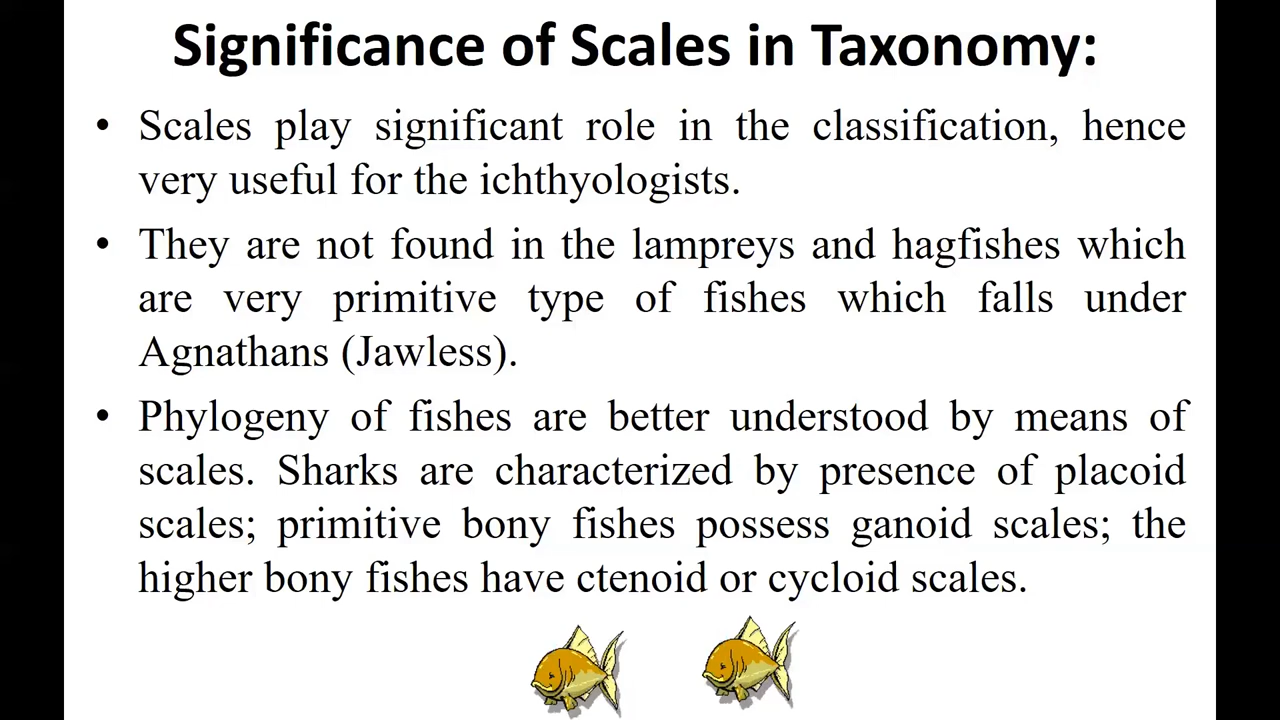 Significance of Scales in Taxonomy:
• Scales play significant role in the classification, hence
very useful for the ichthyologists.
• They are not found in the lampreys and hagfishes which
are very primitive type of fishes which falls under
Agnathans (Jawless).
• Phylogeny of fishes are better understood by means of
scales. Sharks are characterized by presence of placoid
scales; primitive bony fishes possess ganoid scales; the
higher bony fishes have ctenoid or cycloid scales.